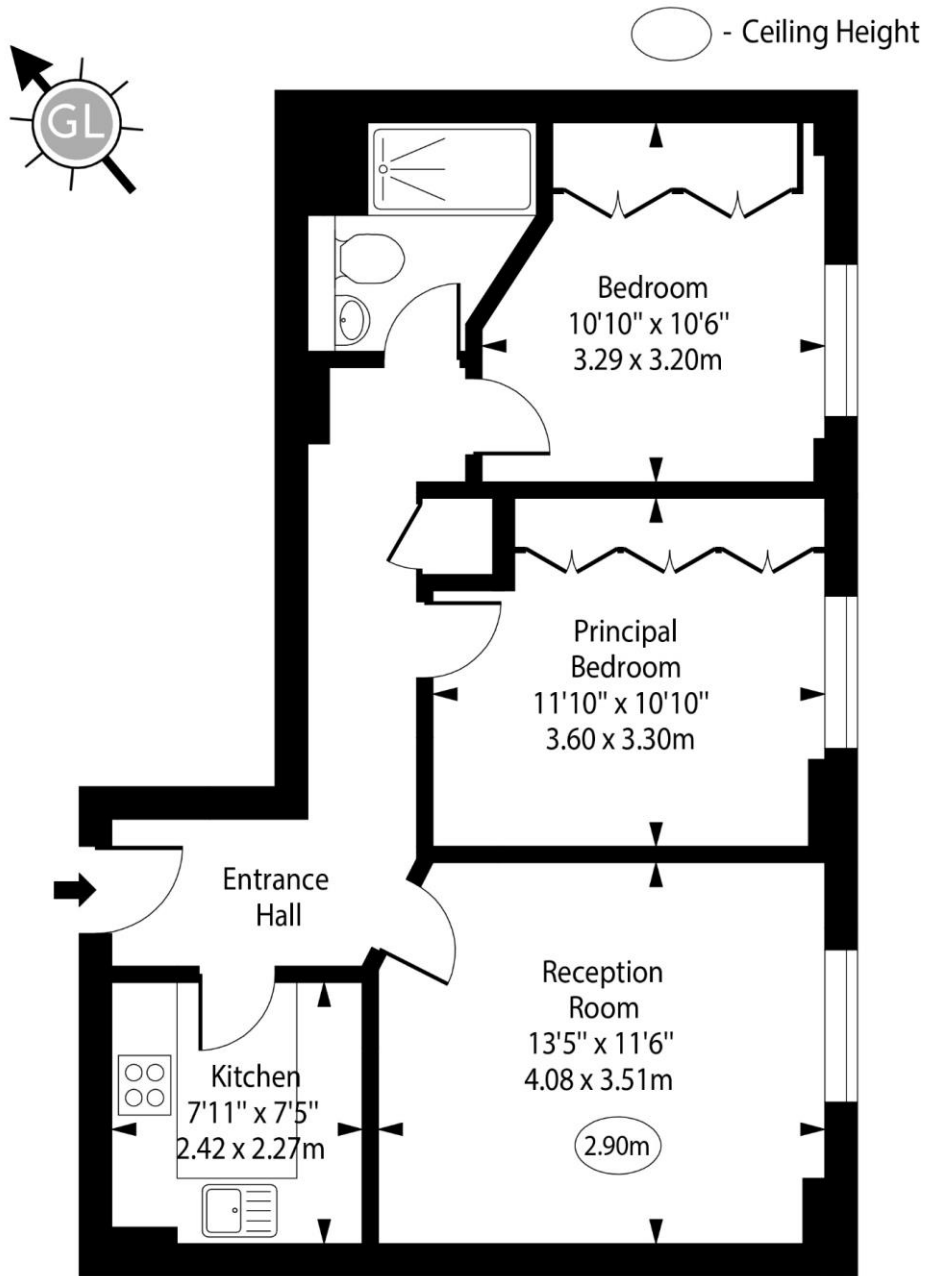 - Ceiling Height
GL
Bedroom
10'10" x 10'6"
3.29 x 3.20m
Principal
Bedroom
11'10" x 10'10"
3.60 x 3.30m
Entrance
Hall
Reception
Room
13'5" x 11'6"
4.08 x 3.51m
2.90m
Kitchen
7'11" x 7'5"
2.42 x 2.27m